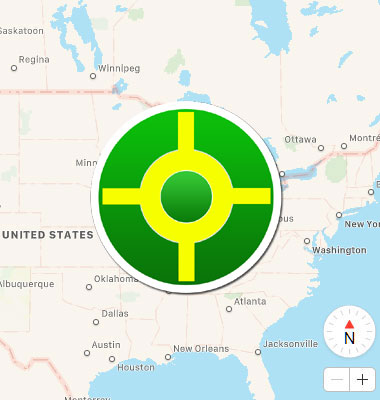 Saskatoon
Regina
Winnipeg
Ottawa
Montré
Minn
UNITED STATES
bus
New York
Washington
Albuquerque
Oklahoma
Atlanta
Dallas
Austin
Houston
New Orleans
Jacksonville
N